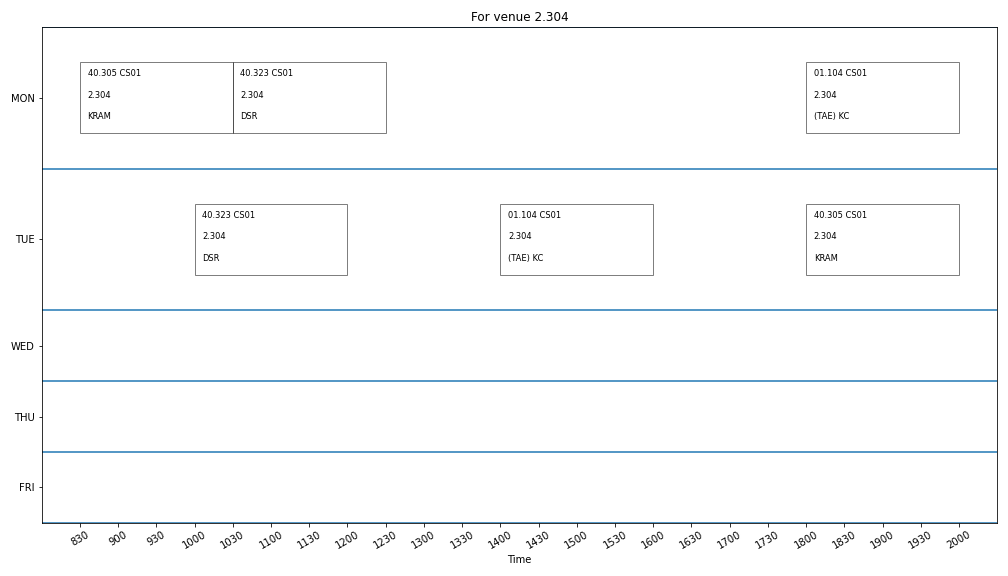 For venue 2.304
MON
40.305 CS01
2.304
KRAM
40.323 CS01
2.304
DSR
01.104 CS01
2.304
(TAE) KC
TUE
40.323 CS01
2.304
DSR
01.104 CS01
2.304
(TAE) KC
40.305 CS01
2.304
KRAM
WED
THU
FRI
830 900 930 1000 1030 1100 1130 1200 1230 1300 1330 1400 1430 1500 1530 1600 1630 1700 1730 1800 1830 1900 1930 2000
Time